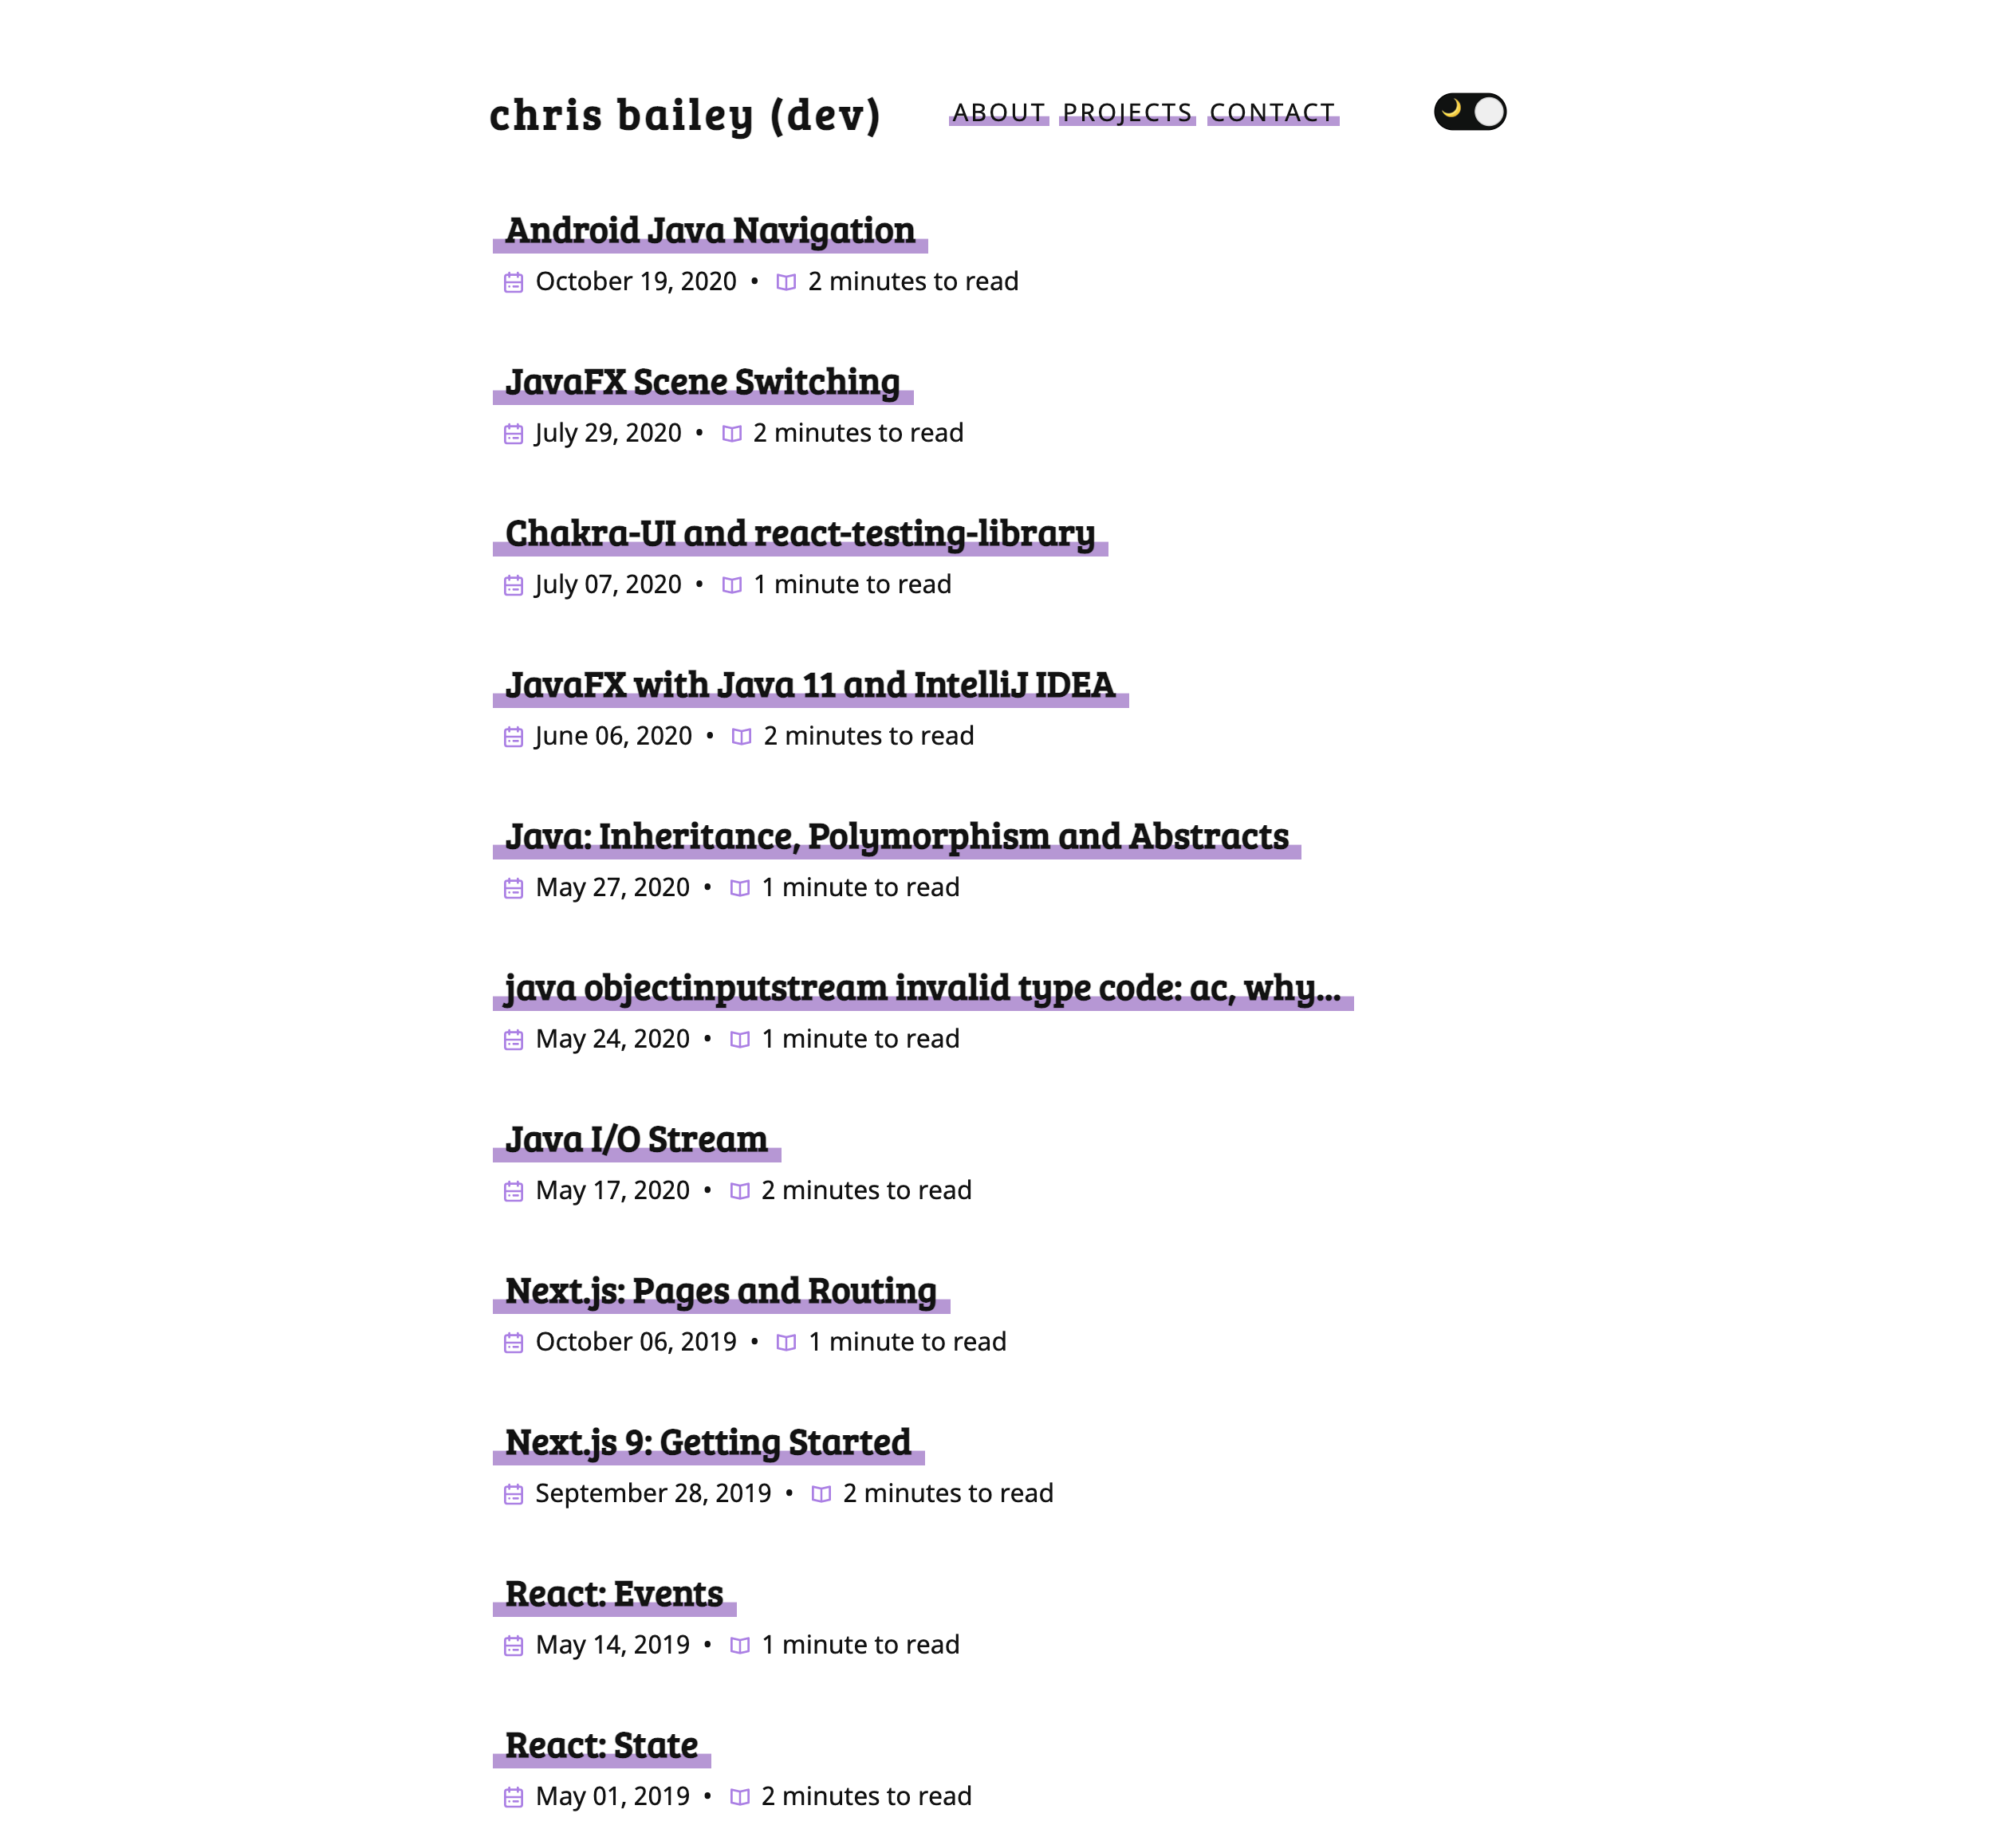 chris bailey (dev) ABOUT PROJECTS CONTACT
Android Java Navigation
October 19, 2020 • 2 minutes to read
JavaFX Scene Switching
July 29, 2020 • 2 minutes to read
Chakra-UI and react-testing-library
July 07, 2020 • 1 minute to read
JavaFX with Java 11 and IntelliJ IDEA
June 06, 2020 • 2 minutes to read
Java: Inheritance, Polymorphism and Abstracts
May 27, 2020 • 1 minute to read
java objectinputstream invalid type code: ac, why...
May 24, 2020 • 1 minute to read
Java I/O Stream
May 17, 2020 • 2 minutes to read
Next.js: Pages and Routing
October 06, 2019 • 1 minute to read
Next.js 9: Getting Started
September 28, 2019 • 2 minutes to read
React: Events
May 14, 2019 • 1 minute to read
React: State
May 01, 2019 • 2 minutes to read